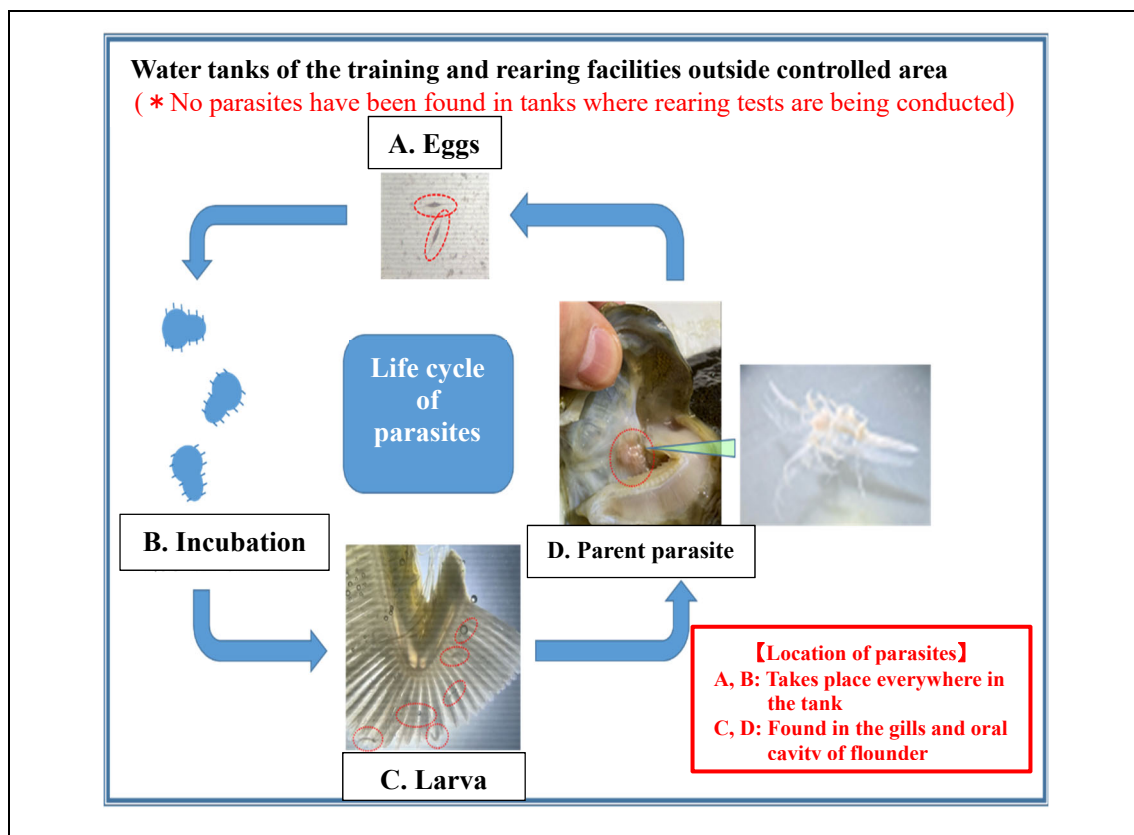 Water tanks of the training and rearing facilities outside controlled area
(＊No parasites have been found in tanks where rearing tests are being conducted)
A. Eggs
Life cycle
of
parasites
B. Incubation
D. Parent parasite
C. Larva
【Location of parasites】
A, B: Takes place everywhere in
the tank
C, D: Found in the gills and oral
cavity of flounder